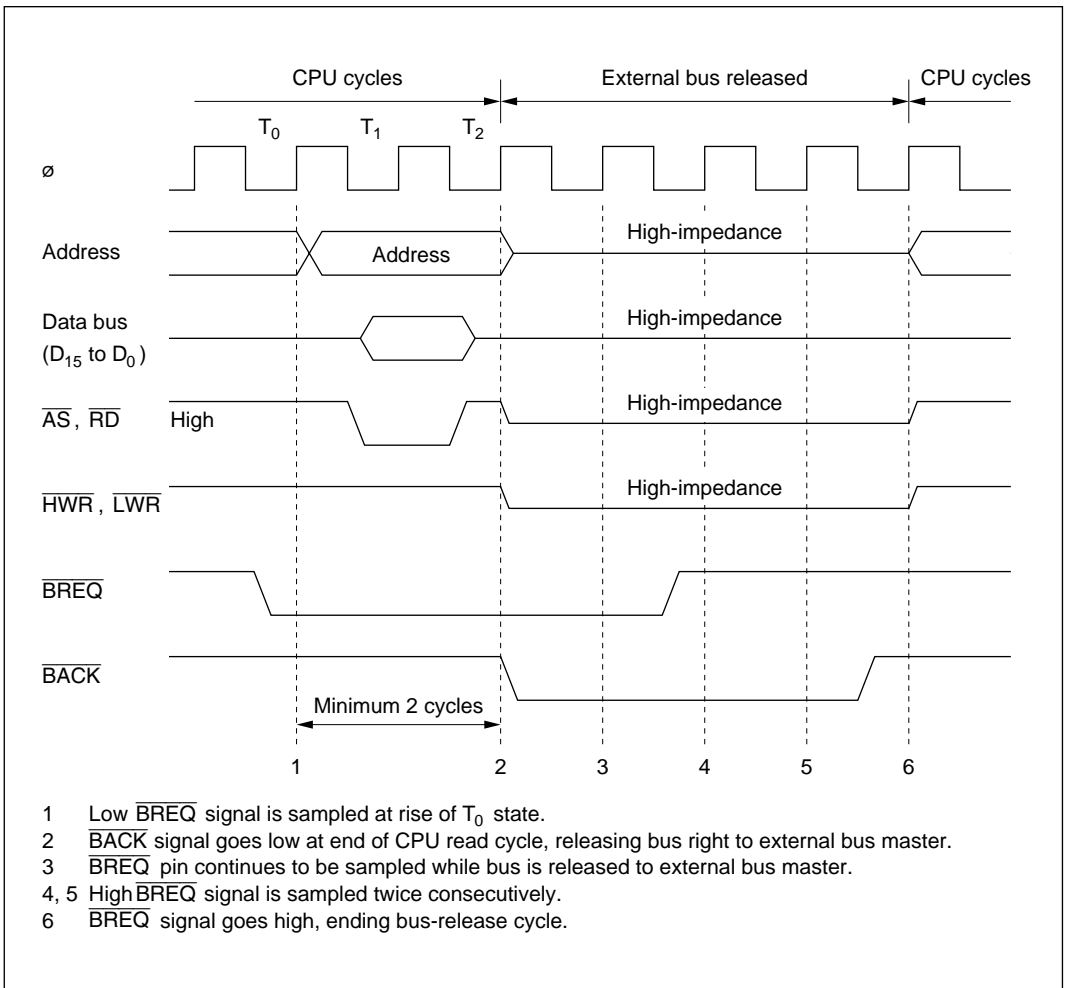 CPU cycles External bus released CPU cycles
T0 T1 T2
ø
Address Address High-impedance
Data bus
(D15 to D0) High-impedance
AS, RD High High-impedance
HWR, LWR High-impedance
BREQ
BACK
Minimum 2 cycles
1 2 3 4 5 6
1 Low BREQ signal is sampled at rise of T0 state.
2 BACK signal goes low at end of CPU read cycle, releasing bus right to external bus master.
3 BREQ pin continues to be sampled while bus is released to external bus master.
4, 5 High BREQ signal is sampled twice consecutively.
6 BREQ signal goes high, ending bus-release cycle.